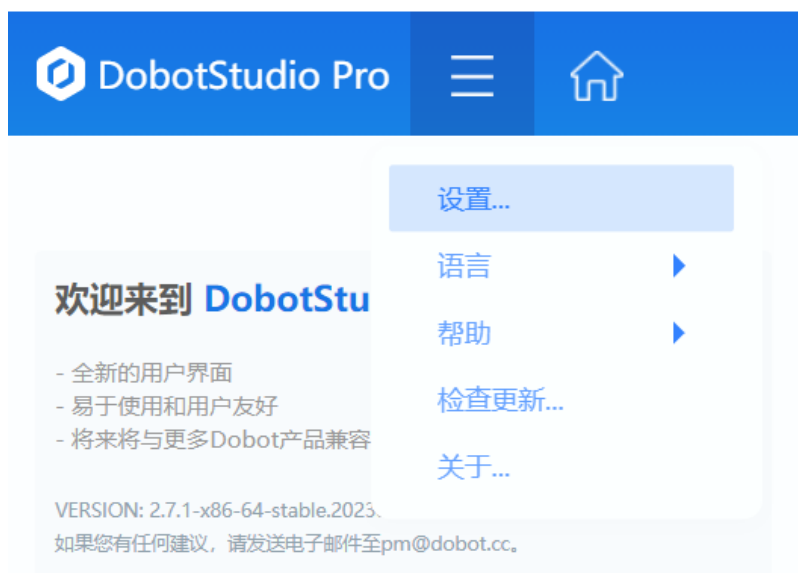 DobotStudio Pro
设置...
语言
帮助
检查更新...
关于...
欢迎来到 DobotStu
- 全新的用户界面
- 易于使用和用户友好
- 将来将与更多Dobot产品兼容
VERSION: 2.7.1-x86-64-stable.2023
如果您有任何建议，请发送电子邮件至pm@dobot.cc。